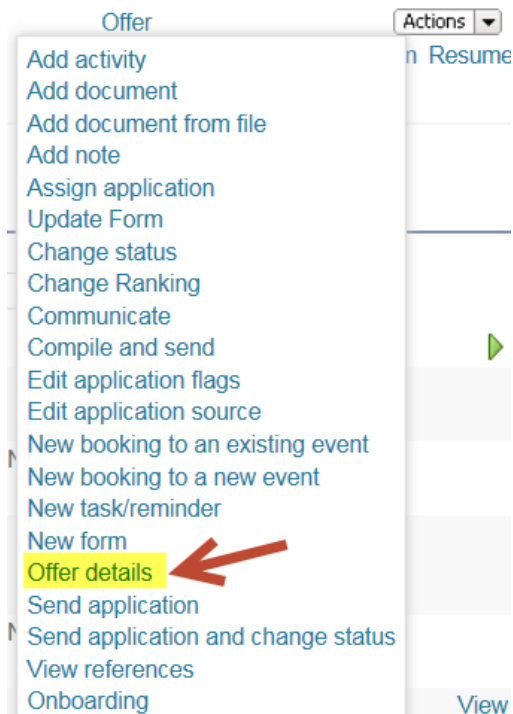 Offer Actions
Resume
Add activity
Add document
Add document from file
Add note
Assign application
Update Form
Change status
Change Ranking
Communicate
Compile and send
Edit application flags
Edit application source
New booking to an existing event
New booking to a new event
New task/reminder
New form
Offer details
Send application
Send application and change status
View references
Onboarding
View